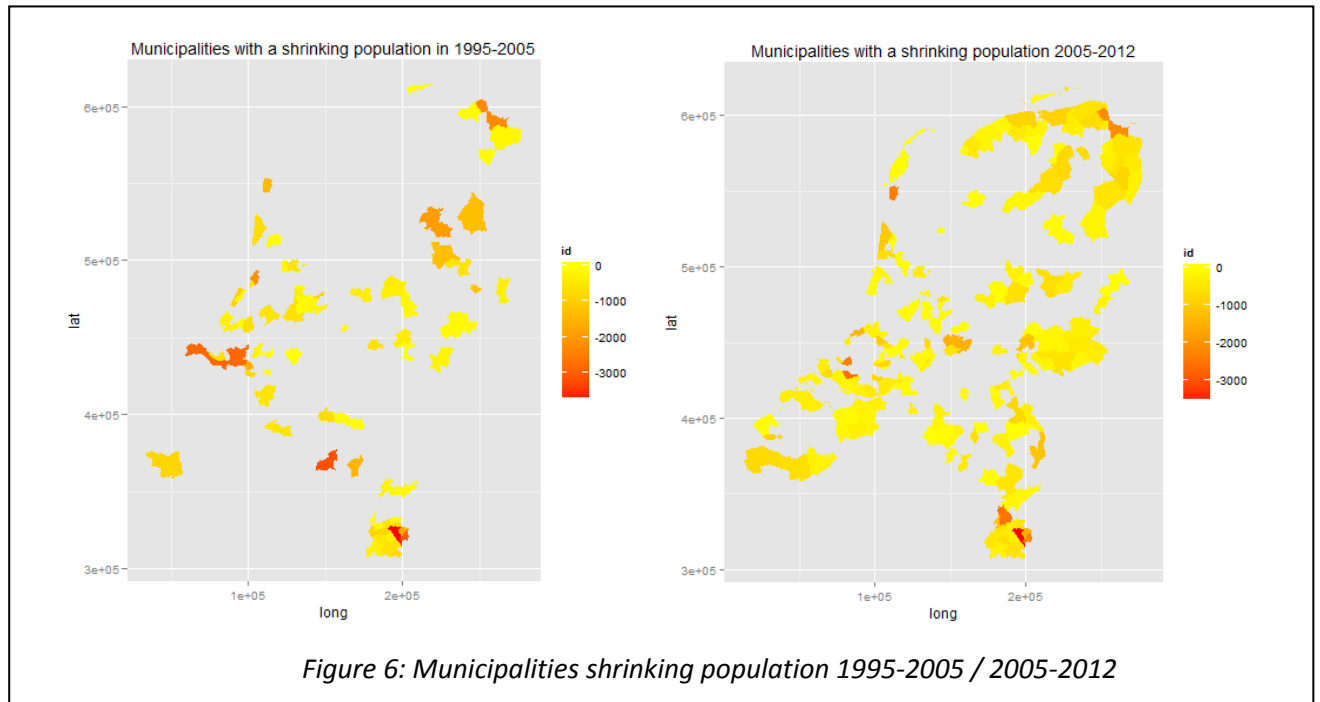 Municipalities with a shrinking population in 1995-2005
6e+05
5e+05
4e+05
3e+05
lat
1e+05
2e+05
long
id
0
-1000
-2000
-3000
Municipalities with a shrinking population 2005-2012
6e+05
5e+05
4e+05
3e+05
lat
1e+05
2e+05
long
id
0
-1000
-2000
-3000
Figure 6: Municipalities shrinking population 1995-2005 / 2005-2012